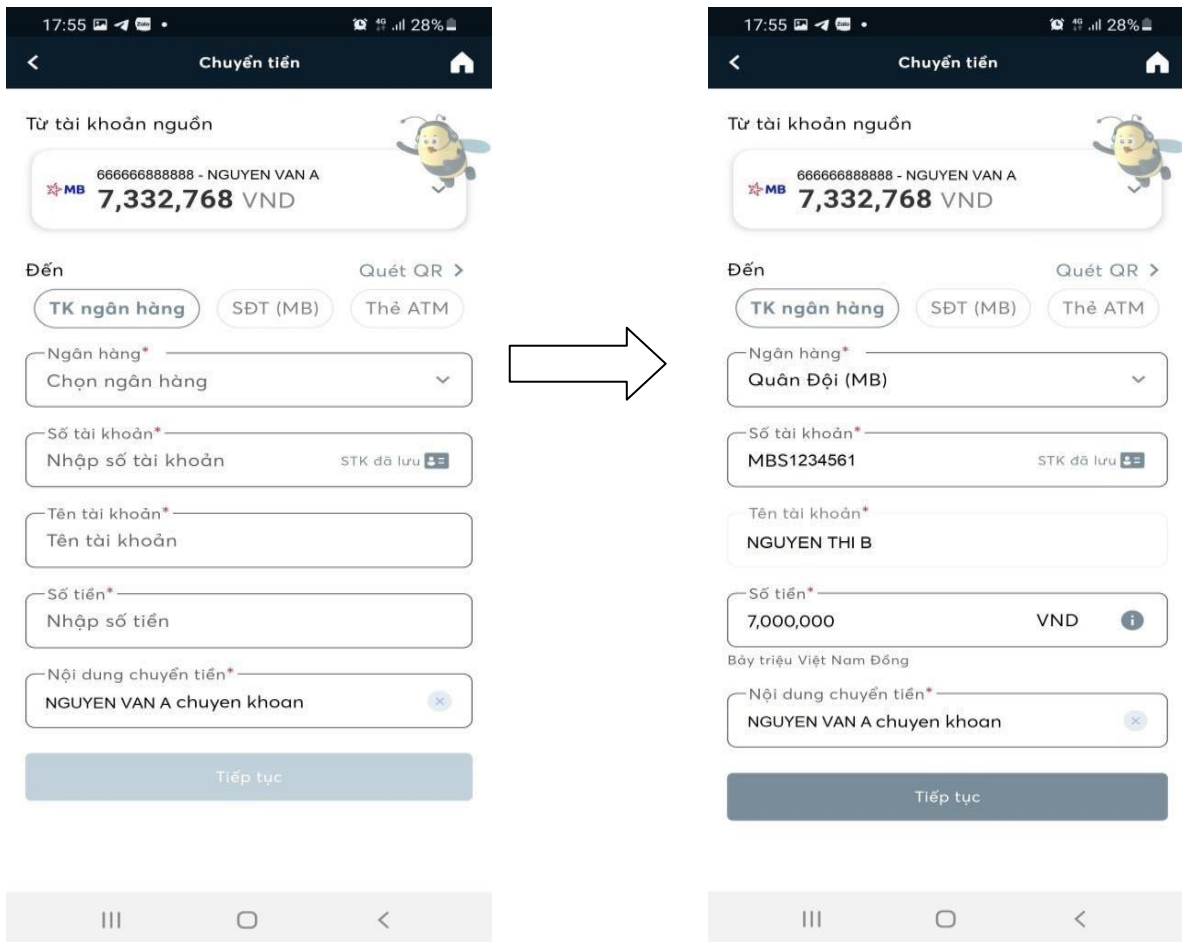 17:55 4G 28%
Chuyển tiền
Từ tài khoản nguồn
666666888888 - NGUYEN VAN A
MB 7,332,768 VND
Đến Quét QR
TK ngân hàng SĐT (MB) Thẻ ATM
Ngân hàng*
Chọn ngân hàng
Số tài khoản*
Nhập số tài khoản STK đã lưu
Tên tài khoản*
Tên tài khoản
Số tiền*
Nhập số tiền
Nội dung chuyển tiền*
NGUYEN VAN A chuyen khoan
Tiếp tục
17:55 4G 28%
Chuyển tiền
Từ tài khoản nguồn
666666888888 - NGUYEN VAN A
MB 7,332,768 VND
Đến Quét QR
TK ngân hàng SĐT (MB) Thẻ ATM
Ngân hàng*
Quân Đội (MB)
Số tài khoản*
MBS1234561 STK đã lưu
Tên tài khoản*
NGUYEN THI B
Số tiền*
7,000,000 VND
Bảy triệu Việt Nam Đồng
Nội dung chuyển tiền*
NGUYEN VAN A chuyen khoan
Tiếp tục